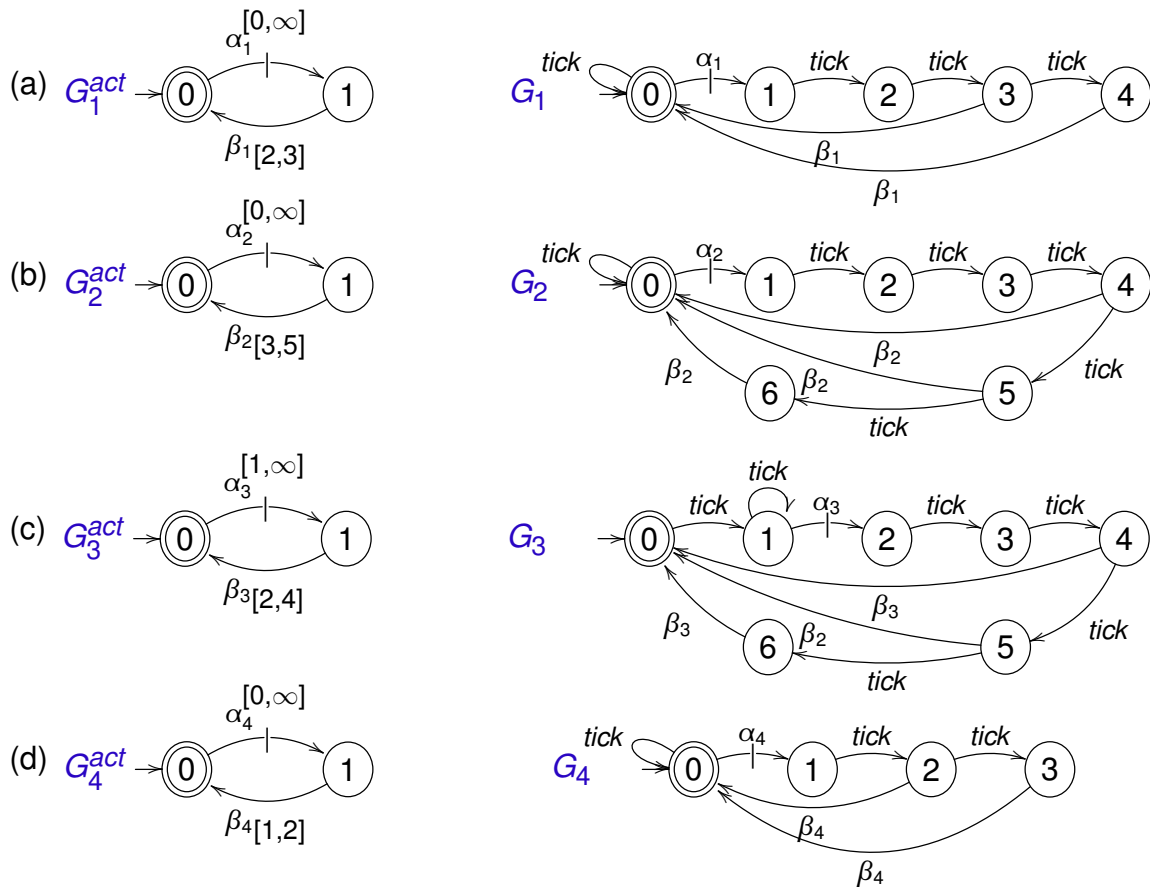 [0,∞]
α1
tick
α1
tick
tick
tick
(a) G1^act 0 1 G1 0 1 2 3 4
β1[2,3]
β1
β1
[0,∞]
α2
tick
α2
tick
tick
tick
(b) G2^act 0 1 G2 0 1 2 3 4
β2[3,5]
β2
β2 6 β2 5 tick
tick
[1,∞]
α3
tick
tick
α3
tick
tick
(c) G3^act 0 1 G3 0 1 2 3 4
β3[2,4]
β3
β3 6 β2 5 tick
tick
[0,∞]
α4
tick
α4
tick
tick
(d) G4^act 0 1 G4 0 1 2 3
β4[1,2]
β4
β4